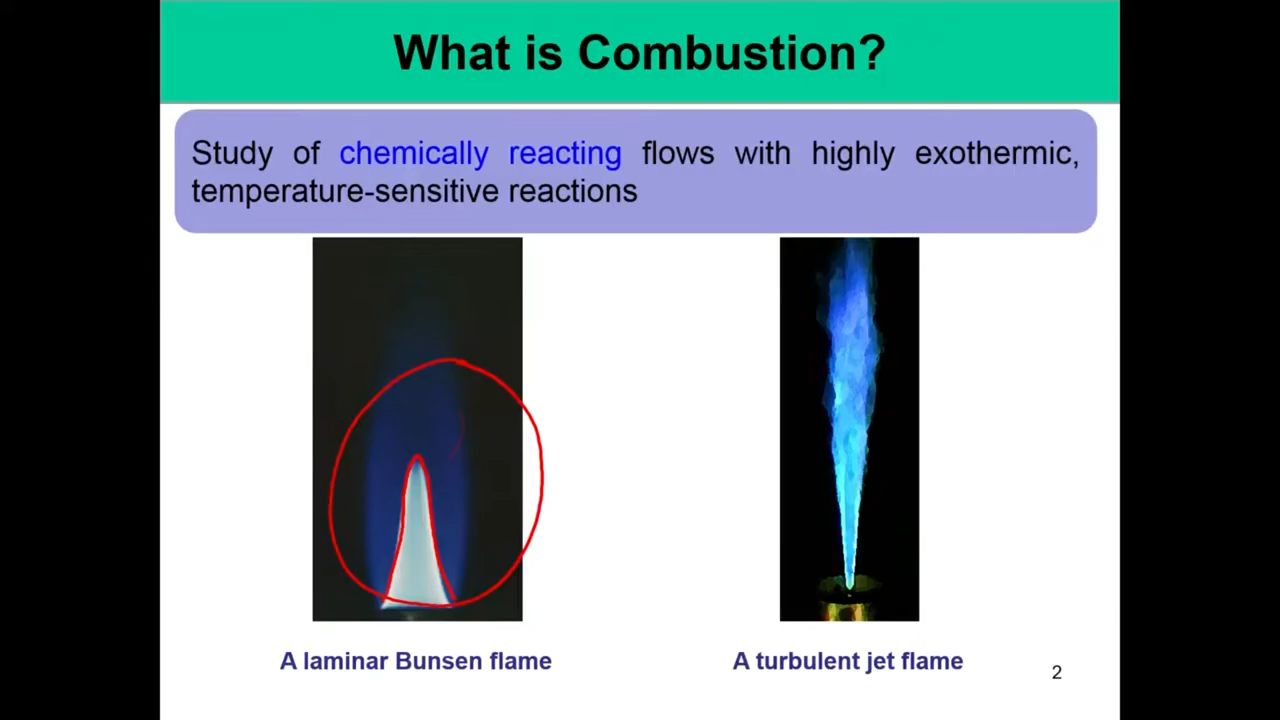 What is Combustion?
Study of chemically reacting flows with highly exothermic,
temperature-sensitive reactions
A laminar Bunsen flame
A turbulent jet flame
2